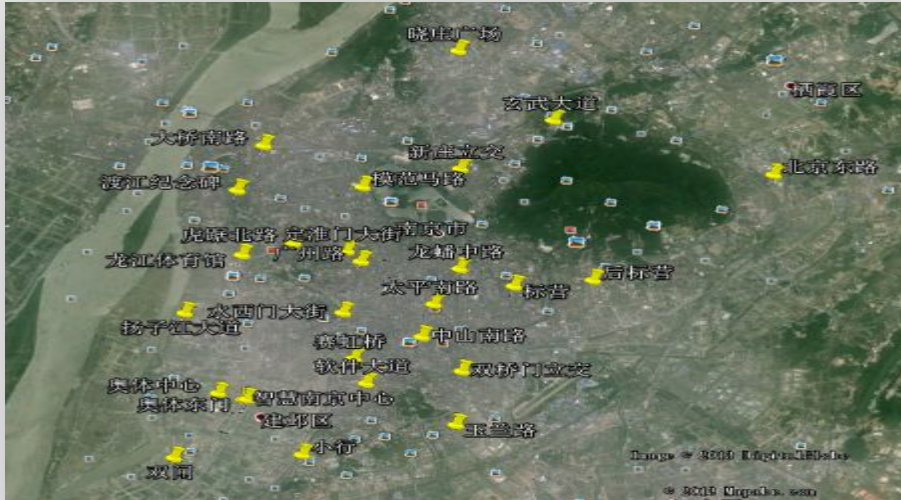 晓庄广场
栖霞区
玄武大道
大桥南路
新庄立交
北京东路
渡江纪念碑
模范马路
虎踞北路
定淮门大街
南京市
龙江体育馆
广州路
龙蟠中路
后标营
太平南路
标营
水西门大街
扬子江大道
赛虹桥
中山南路
软件大道
双桥门立交
奥体中心
奥体东门
智慧南京中心
建邺区
玉兰路
小行
双闸
Image © 2013 DigitalGlobe
© 2013 Mapabc.com